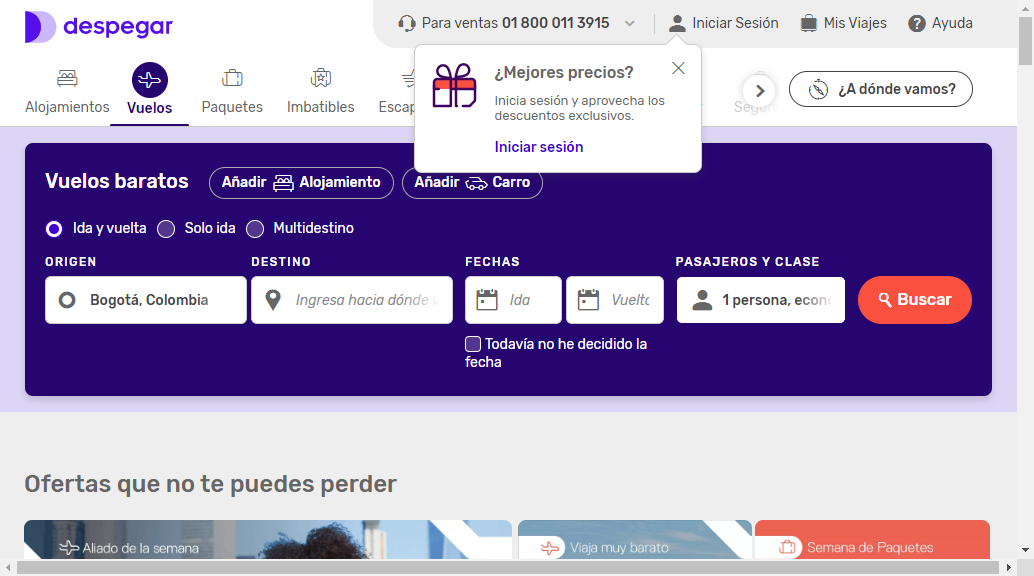 despegar
Para ventas 01 800 011 3915
Iniciar Sesión
Mis Viajes
Ayuda
Alojamientos
Vuelos
Paquetes
Imbatibles
¿A dónde vamos?
¿Mejores precios?
Inicia sesión y aprovecha los
descuentos exclusivos.
Iniciar sesión
Vuelos baratos
Añadir Alojamiento
Añadir Carro
Ida y vuelta
Solo ida
Multidestino
ORIGEN
DESTINO
FECHAS
PASAJEROS Y CLASE
Bogotá, Colombia
Ingresa hacia dónde
Ida
Vuelta
1 persona, econ
Buscar
Todavía no he decidido la
fecha
Ofertas que no te puedes perder
Aliado de la semana
Viaja muy barato
Semana de Paquetes